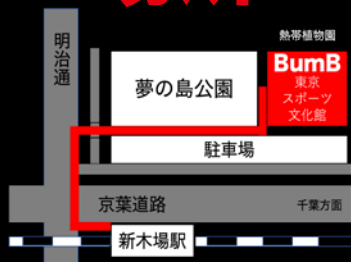 熱帯植物園
明治通
BumB
東京
スポーツ
文化館
夢の島公園
駐車場
京葉道路
千葉方面
新木場駅